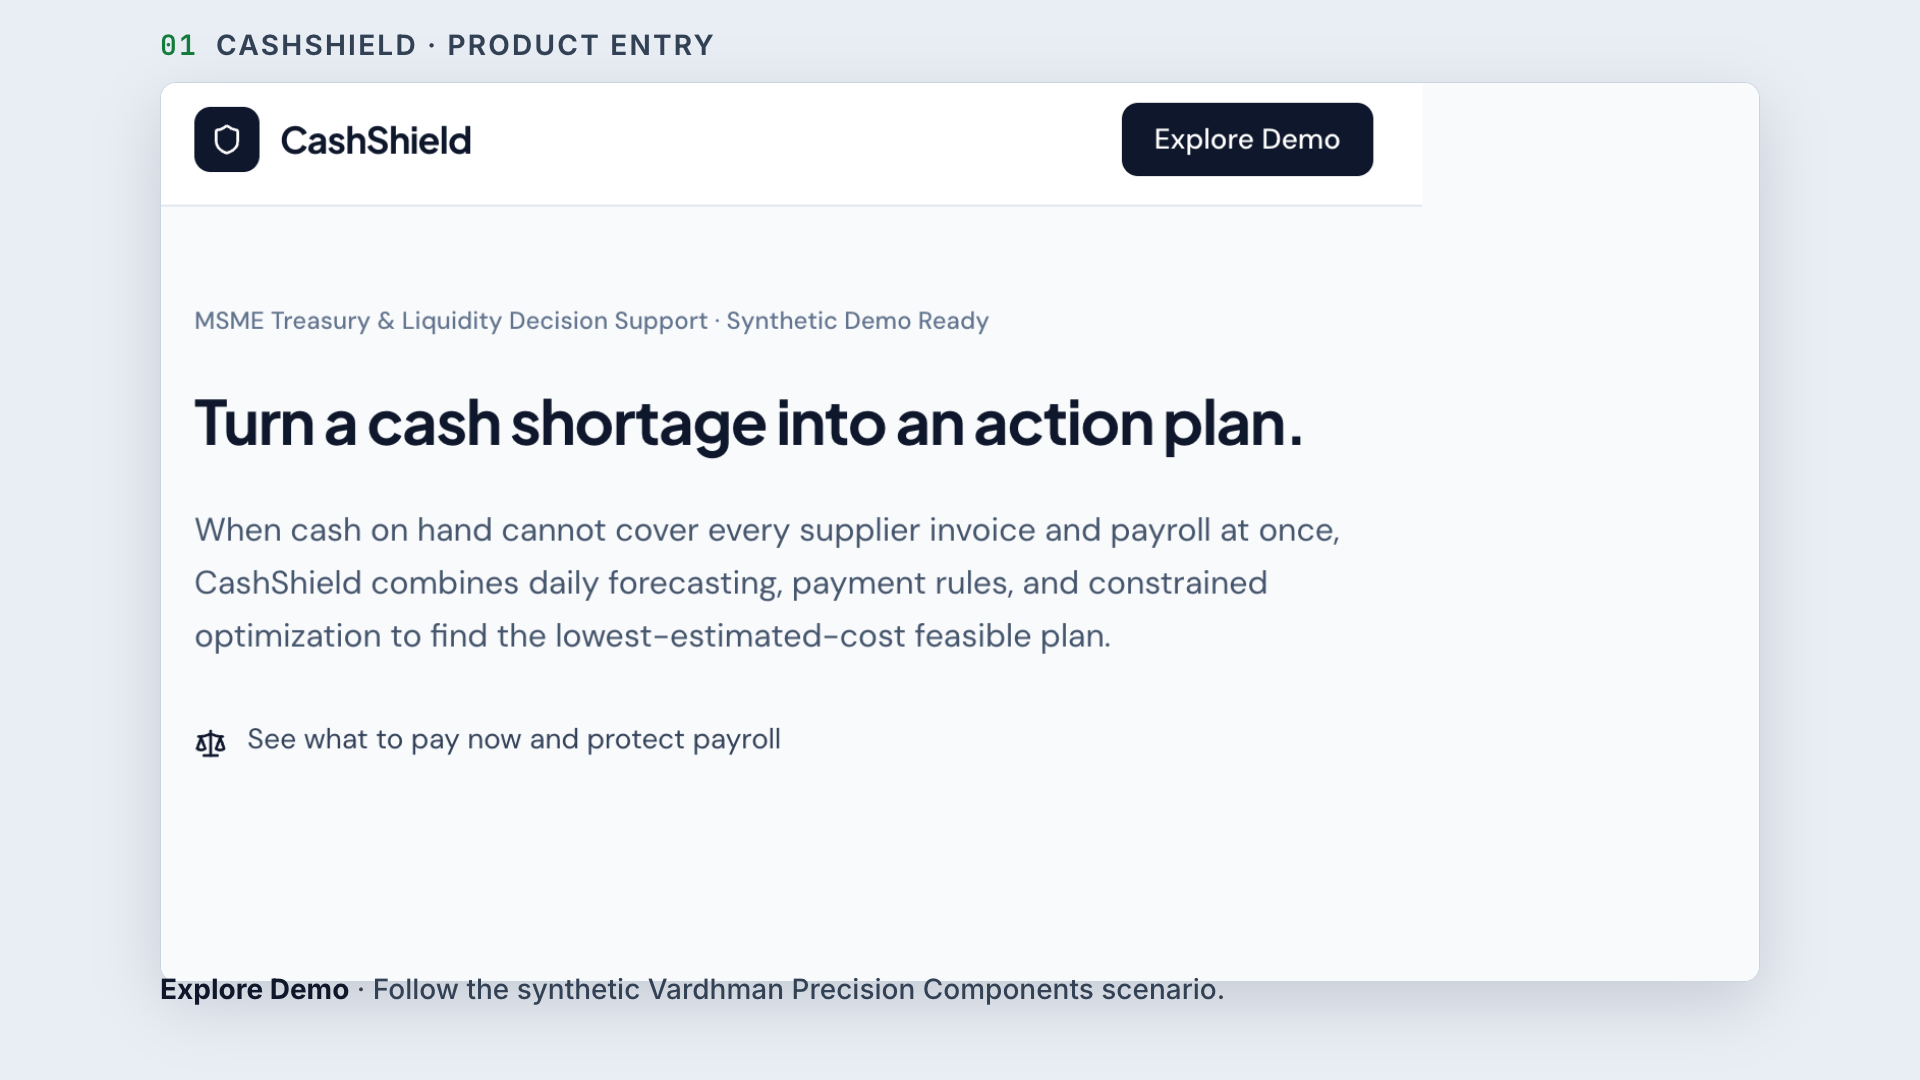 01 CASHSHIELD · PRODUCT ENTRY
CashShield
Explore Demo
MSME Treasury & Liquidity Decision Support · Synthetic Demo Ready
Turn a cash shortage into an action plan.
When cash on hand cannot cover every supplier invoice and payroll at once,
CashShield combines daily forecasting, payment rules, and constrained
optimization to find the lowest-estimated-cost feasible plan.
See what to pay now and protect payroll
Explore Demo · Follow the synthetic Vardhman Precision Components scenario.